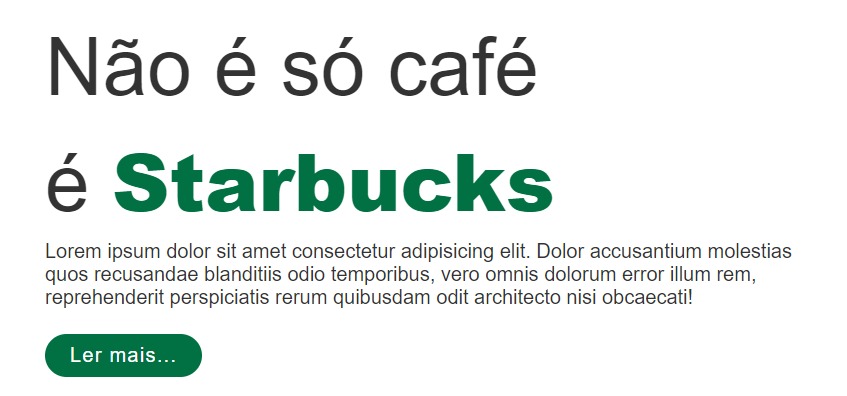 Não é só café
é Starbucks
Lorem ipsum dolor sit amet consectetur adipisicing elit. Dolor accusantium molestias
quos recusandae blanditiis odio temporibus, vero omnis dolorum error illum rem,
reprehenderit perspiciatis rerum quibusdam odit architecto nisi obcaecati!
Ler mais...